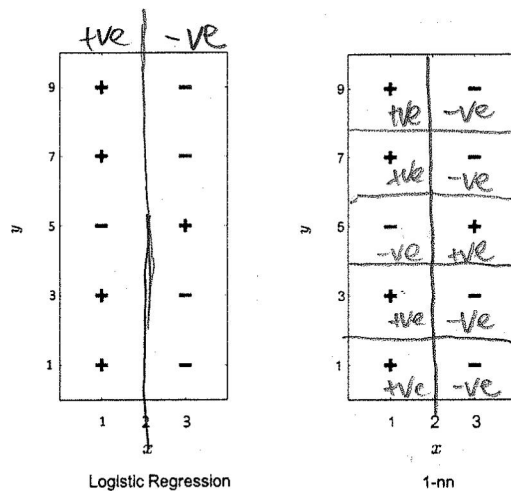 +ve -ve
9 + -
7 + -
y 5 - +
3 + -
1 + -
1 2 3
x
Logistic Regression
9 + -
+ve -ve
7 + -
+ve -ve
y 5 - +
-ve +ve
3 + -
+ve -ve
1 + -
+ve -ve
1 2 3
x
1-nn